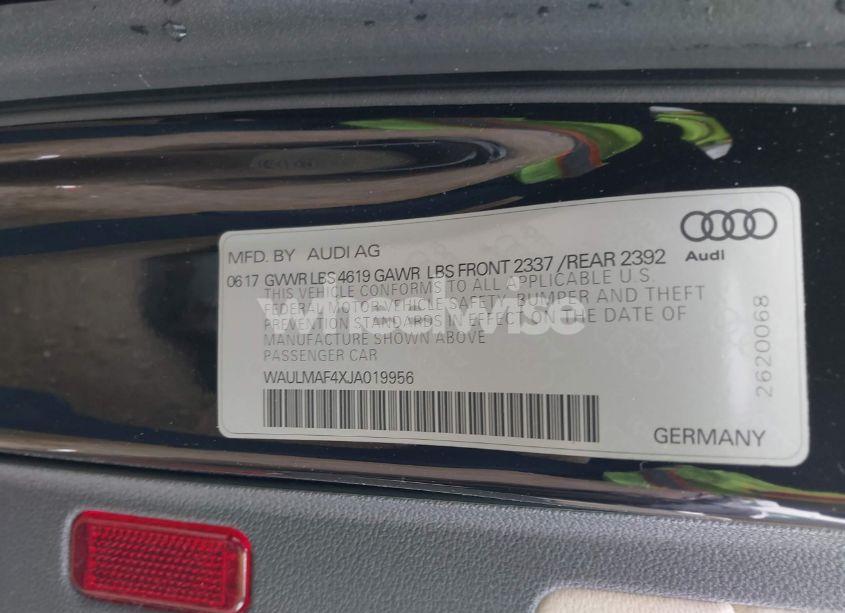 MFD. BY AUDI AG
0617 GVWR LBS 4619 GAWR LBS FRONT 2337 /REAR 2392
THIS VEHICLE CONFORMS TO ALL APPLICABLE U.S.
FEDERAL MOTOR VEHICLE SAFETY, BUMPER AND THEFT
PREVENTION STANDARDS IN EFFECT ON THE DATE OF
MANUFACTURE SHOWN ABOVE
PASSENGER CAR
WAULMAF4XJA019956
GERMANY
Audi
2620068